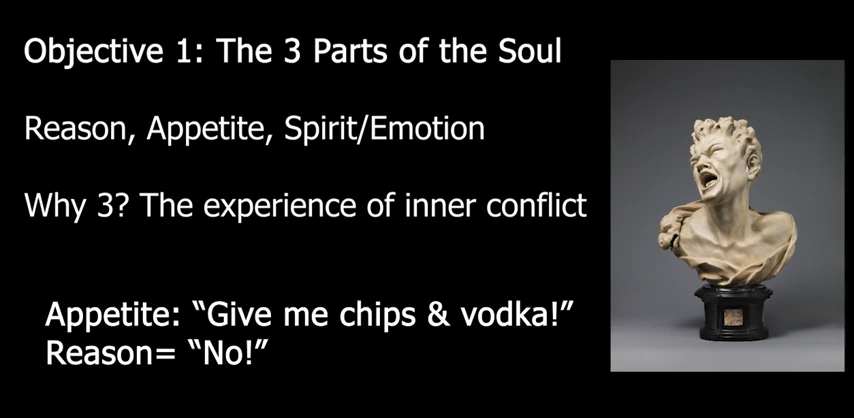 Objective 1: The 3 Parts of the Soul
Reason, Appetite, Spirit/Emotion
Why 3? The experience of inner conflict
Appetite: “Give me chips & vodka!”
Reason= “No!”